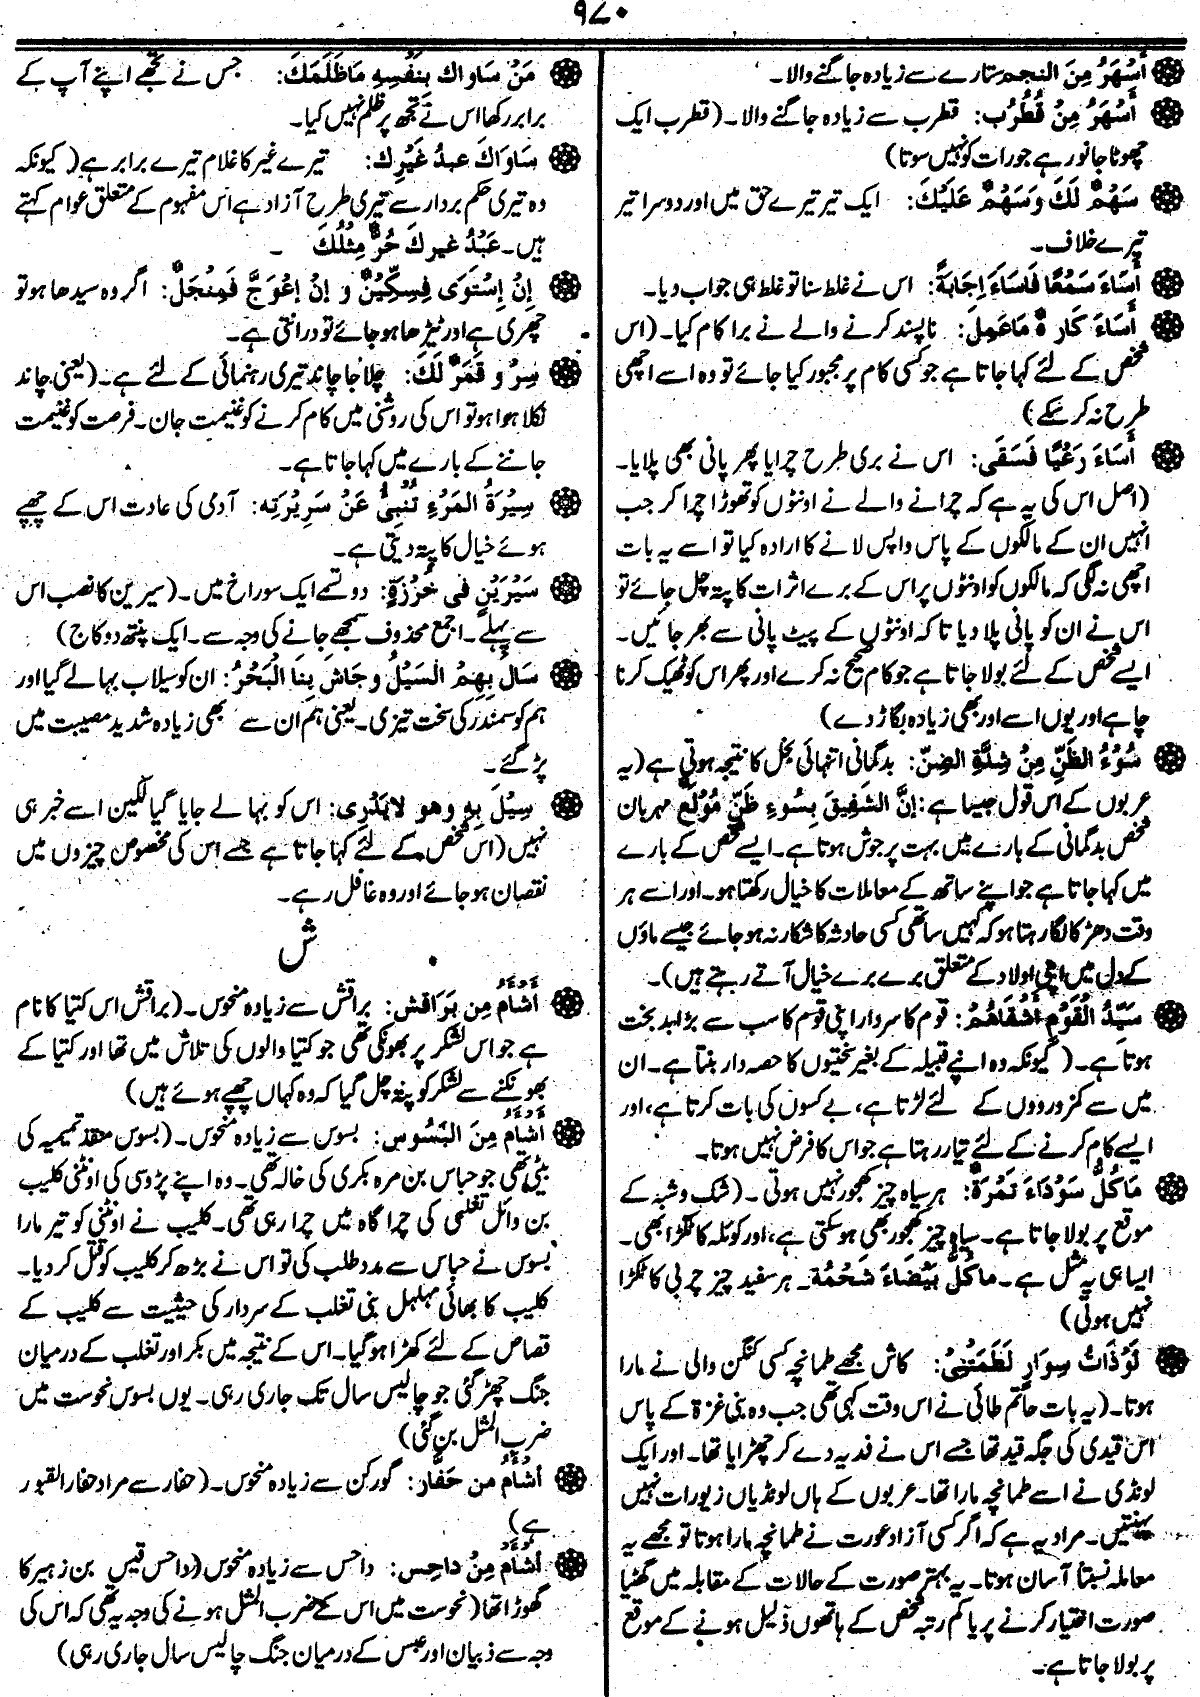 ۹۷۰
أَسْهَرُ مِنَ النجم: ستارے سے زیادہ جاگنے والا۔
أَسْهَرُ مِنْ قُطْرُب: قطرب سے زیادہ جاگنے والا۔ (قطرب ایک
چھوٹا جانور ہے جو رات کو نہیں سوتا)
سَهْمٌ لَكَ وَسَهْمٌ عَلَيْكَ: ایک تیر تیرے حق میں اور دوسرا تیر
تیرے خلاف۔
أَسَاءَ سَمْعًا فَاسَاءَ اِجَابَةً: اس نے غلط سنا تو غلط ہی جواب دیا۔
أَسَاءَ كَارِهٌ مَاعَمِلَ: ناپسند کرنے والے نے برا کام کیا۔ (اس
شخص کے لئے کہا جاتا ہے جو کسی کام پر مجبور کیا جائے تو وہ اسے اچھی
طرح نہ کر سکے)
أَسَاءَ رَعْيًا فَسَقَى: اس نے بری طرح چرایا پھر پانی بھی پلایا۔
(اصل اس کی یہ ہے کہ چرانے والے نے اونٹوں کو تھوڑا چرا کر جب
انہیں ان کے مالکوں کے پاس واپس لانے کا ارادہ کیا تو اسے یہ بات
اچھی نہ لگی کہ مالکوں کو اونٹوں پر اس کے برے اثرات کا پتہ چل جائے تو
اس نے ان کو پانی پلا دیا تا کہ اونٹوں کے پیٹ پانی سے بھر جائیں۔
ایسے شخص کے لئے بولا جاتا ہے جو کام صحیح نہ کرے اور پھر اس کو ٹھیک کرنا
چاہے اور یوں اسے اور بھی زیادہ بگاڑ دے)
سُوْءُ الظَّنِّ مِنْ شِدَّةِ الضِنّ: بدگمانی انتہائی بخل کا نتیجہ ہوتی ہے (یہ
عربوں کے اس قول جیسا ہے: اِنَّ الشَّفِيقَ بِسُوءِ ظَنٍّ مُوْلَعٌ مہربان
شخص بدگمانی کے بارے میں بہت پرجوش ہوتا ہے۔ ایسے شخص کے بارے
میں کہا جاتا ہے جو اپنے ساتھ کے معاملات کا خیال رکھتا ہو۔ اور اسے ہر
وقت دھڑکا لگا رہتا ہو کہ کہیں ساتھی کسی حادثہ کا شکار نہ ہو جائے جیسے ماؤں
کے دل میں اپنی اولاد کے متعلق برے برے خیال آتے رہتے ہیں)۔
سَيِّدُ الْقَوْمِ أَشْقَاهُمْ: قوم کا سردار اپنی قوم کا سب سے بڑا بد بخت
ہوتا ہے۔ (کیونکہ وہ اپنے قبیلہ کے بغیر سختیوں کا حصہ دار بنتا ہے۔ ان
میں سے کمزوروں کے لئے لڑتا ہے، بے کسوں کی بات کرتا ہے، اور
ایسے کام کرنے کے لئے تیار رہتا ہے جو اس کا فرض نہیں ہوتا۔
مَا كُلُّ سَوْدَاءَ تَمْرَةٌ: ہر سیاہ چیز کھجور نہیں ہوتی۔ (شک و شبہ کے
موقع پر بولا جاتا ہے۔ سیاہ چیز کھجور بھی ہو سکتی ہے، اور کوئلہ کا ٹکڑا بھی۔
ایسا ہی یہ مثل ہے۔ مَاكُلُّ بَيْضَاءَ شَحْمَة۔ ہر سفید چیز چربی کا ٹکڑا
نہیں ہوتی)
لَوْذَاتُ سِوَارٍ لَطَمَتْنِيْ: کاش مجھے طمانچہ کسی کنگن والی نے مارا
ہوتا۔ (یہ بات حاتم طائی نے اس وقت کہی تھی جب وہ بنی غزۃ کے پاس
اس قیدی کی جگہ قید تھا جسے اس نے فدیہ دے کر چھڑایا تھا۔ اور ایک
لونڈی نے اسے طمانچہ مارا تھا۔ عربوں کے ہاں لونڈیاں زیورات نہیں
پہنتیں۔ مراد یہ ہے کہ اگر کسی آزاد عورت نے طمانچہ مارا ہوتا تو مجھے یہ
معاملہ نسبتاً آسان ہوتا۔ یہ بہتر صورت کے حالات کے مقابلہ میں گھٹیا
صورت اختیار کرنے پر یا کم رتبہ شخص کے ہاتھوں ذلیل ہونے کے موقع
پر بولا جاتا ہے۔
مَنْ سَاوَاكَ بِنَفْسِهِ مَاظَلَمَكَ: جس نے تجھے اپنے آپ کے
برابر رکھا اس نے تجھ پر ظلم نہیں کیا۔
سَاوَاكَ عبدُ غَيْرِكَ: تیرے غیر کا غلام تیرے برابر ہے (کیونکہ
وہ تیری حکم برداری سے تیری طرح آزاد ہے اس مفہوم کے متعلق عوام کہتے
ہیں۔ عَبْدُ غيرِكَ حُرٌّ مِثْلُكَ۔
اِنْ اِسْتَوَى فِسِكِّيْنٌ و اِنْ اِعْوَجَّ فَمِنْجَلٌ: اگر وہ سیدھا ہو تو
چھری ہے اور ٹیڑھا ہو جائے تو درانتی ہے۔
سِرْ و قَمَرٌ لَكَ: چلا جا چاند تیری رہنمائی کے لئے ہے۔ (یعنی چاند
نکلا ہوا ہو تو اس کی روشنی میں کام کرنے کو غنیمت جان۔ فرصت کو غنیمت
جاننے کے بارے میں کہا جاتا ہے۔
سِيْرَةُ المَرْءِ تُنْبِئُ عَنْ سَرِيْرَتِه: آدمی کی عادت اس کے چھپے
ہوئے خیال کا پتہ دیتی ہے۔
سَيْرَيْنِ فِى خُرْزَةٍ: دو تسمے ایک سوراخ میں۔ (سیرین کا نصب اس
سے پہلے۔ اجمع محذوف سمجھے جانے کی وجہ سے۔ ایک پنتھ دو کاج)
سَالَ بِهِمُ السَيْلُ وجَاشَ بِنَا الْبَحْرُ: ان کو سیلاب بہا لے گیا اور
ہم کو سمندر کی سخت تیزی۔ یعنی ہم ان سے بھی زیادہ شدید مصیبت میں
پڑ گئے۔
سِيْلَ بِهِ وهُو لايَدْرِى: اس کو بہا لے جایا گیا لیکن اسے خبر ہی
نہیں (اس شخص کے لئے کہا جاتا ہے جسے اس کی مخصوص چیزوں میں
نقصان ہو جائے اور وہ غافل رہے۔
ش
أَشْأَم مِن بَرَاقش: براقش سے زیادہ منحوس۔ (براقش اس کتیا کا نام
ہے جو اس لشکر پر بھونکی تھی جو کتیا والوں کی تلاش میں تھا اور کتیا کے
بھونکنے سے لشکر کو پتہ چل گیا کہ وہ کہاں چھپے ہوئے ہیں)
أَشْأَم مِنَ البَسُوس: بسوس سے زیادہ منحوس۔ (بسوس منقذ تمیمیہ کی
بیٹی تھی جو جساس بن مرہ بکری کی خالہ تھی۔ وہ اپنے پڑوسی کی اونٹنی کلیب
بن وائل تغلبی کی چراگاہ میں چرا رہی تھی۔ کلیب نے اونٹنی کو تیر مارا
بسوس نے جساس سے مدد طلب کی تو اس نے بڑھ کر کلیب کو قتل کر دیا۔
کلیب کا بھائی مہلہل بنی تغلب کے سردار کی حیثیت سے کلیب کے
قصاص کے لئے کھڑا ہو گیا۔ اس کے نتیجہ میں بکر اور تغلب کے درمیان
جنگ چھڑ گئی جو چالیس سال تک جاری رہی۔ یوں بسوس نحوست میں
ضرب المثل بن گئی)
أشْأَم من حَفَّار: گورکن سے زیادہ منحوس۔ (حفار سے مراد حفار القبور
ہے)
أشْأَم مِنْ داحِس: داحس سے زیادہ منحوس (داحس قیس بن زہیر کا
گھوڑا تھا (نحوست میں اس کے ضرب المثل ہونے کی وجہ یہ تھی کہ اس کی
وجہ سے ذبیان اور عبس کے درمیان جنگ چالیس سال جاری رہی)